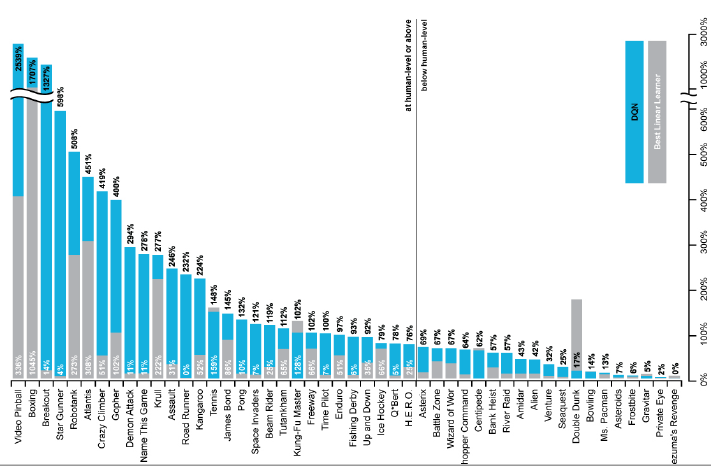 2539%
1707%
1327%
598%
508%
451%
419%
400%
294%
278%
277%
246%
232%
224%
148%
145%
132%
121%
119%
112%
102%
102%
100%
97%
93%
92%
79%
78%
76%
69%
67%
67%
64%
62%
57%
57%
43%
42%
32%
25%
17%
14%
13%
7%
6%
5%
2%
0%
336%
1045%
14%
4%
273%
308%
51%
102%
11%
11%
222%
31%
0%
52%
159%
10%
7%
25%
65%
128%
66%
7%
51%
6%
35%
66%
5%
25%
at human-level or above
below human-level
DQN
Best Linear Learner
3000%
1000%
600%
500%
400%
300%
200%
100%
0%
Video Pinball
Boxing
Breakout
Star Gunner
Robotank
Atlantis
Crazy Climber
Gopher
Demon Attack
Name This Game
Krull
Assault
Road Runner
Kangaroo
Tennis
James Bond
Pong
Space Invaders
Beam Rider
Tutankham
Kung-Fu Master
Freeway
Time Pilot
Enduro
Fishing Derby
Up and Down
Ice Hockey
Q*Bert
H.E.R.O.
Asterix
Battle Zone
Wizard of Wor
hopper Command
Centipede
Bank Heist
River Raid
Amidar
Alien
Venture
Seaquest
Double Dunk
Bowling
Ms. Pacman
Asteroids
Frostbite
Gravitar
Private Eye
ezuma's Revenge